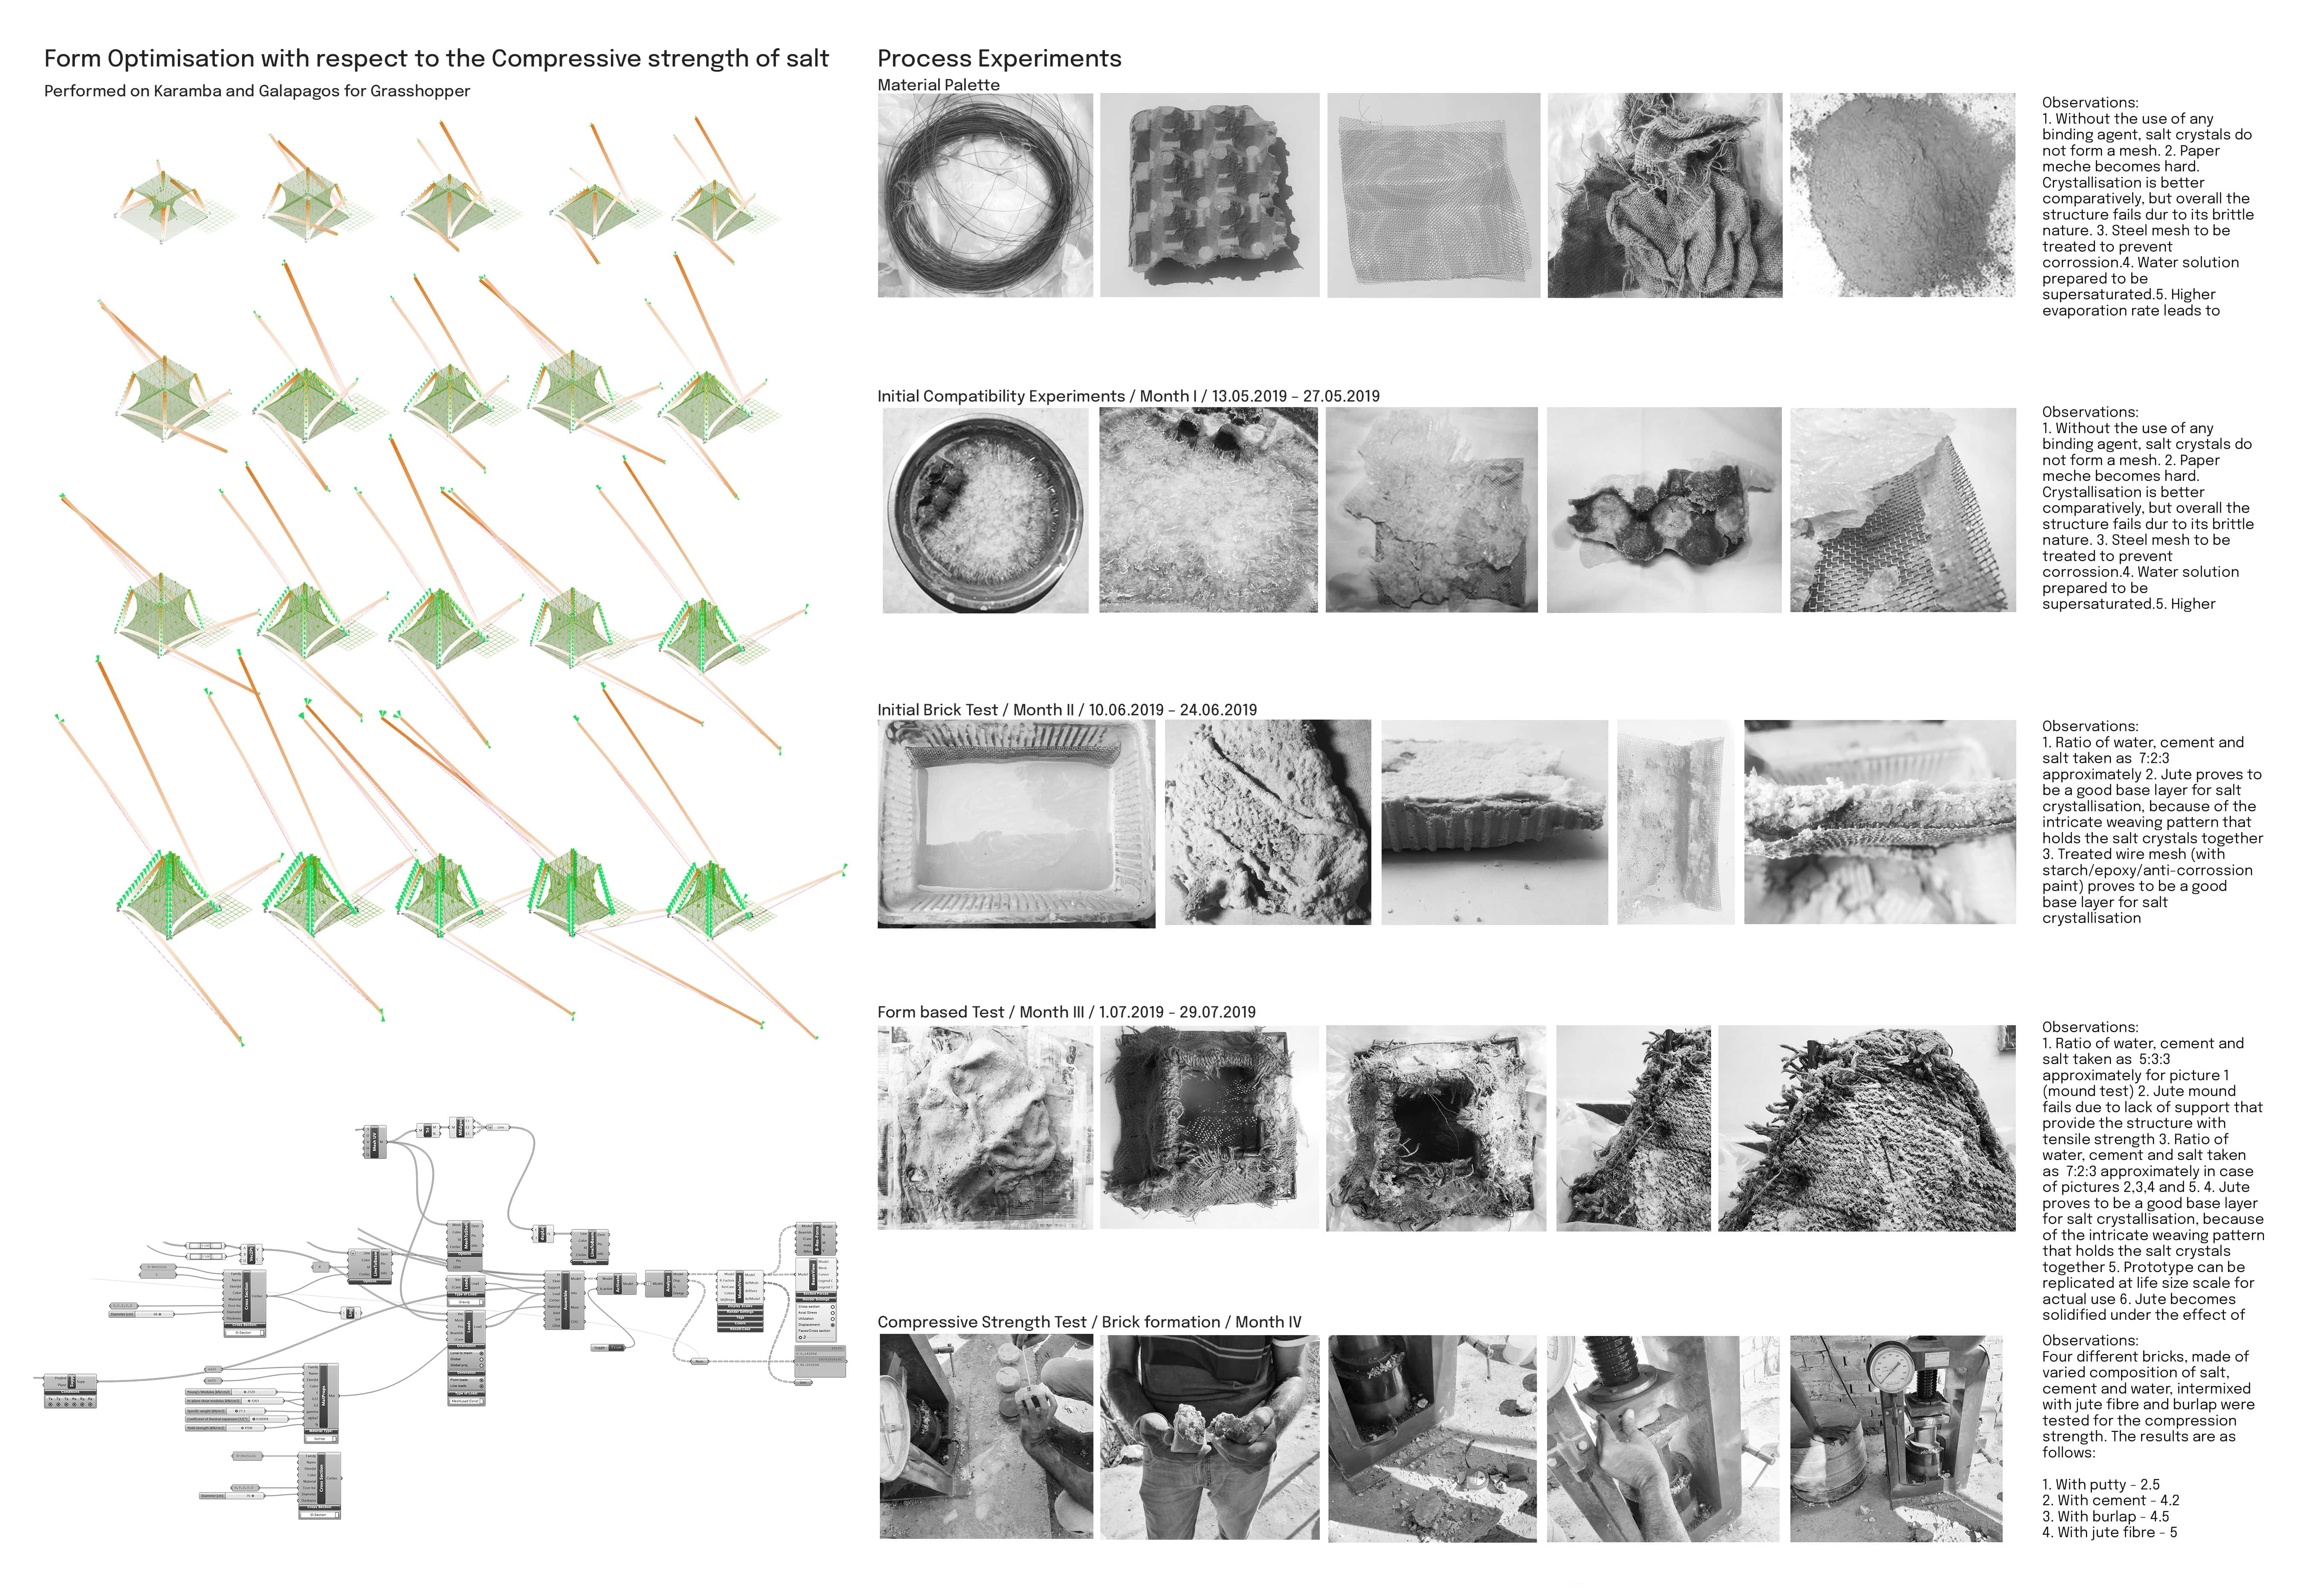 Form Optimisation with respect to the Compressive strength of salt
Performed on Karamba and Galapagos for Grasshopper
Process Experiments
Material Palette
Observations:
1. Without the use of any
binding agent, salt crystals do
not form a mesh. 2. Paper
meche becomes hard.
Crystallisation is better
comparatively, but overall the
structure fails dur to its brittle
nature. 3. Steel mesh to be
treated to prevent
corrossion.4. Water solution
prepared to be
supersaturated.5. Higher
evaporation rate leads to
Initial Compatibility Experiments / Month I / 13.05.2019 – 27.05.2019
Observations:
1. Without the use of any
binding agent, salt crystals do
not form a mesh. 2. Paper
meche becomes hard.
Crystallisation is better
comparatively, but overall the
structure fails dur to its brittle
nature. 3. Steel mesh to be
treated to prevent
corrossion.4. Water solution
prepared to be
supersaturated.5. Higher
Initial Brick Test / Month II / 10.06.2019 – 24.06.2019
Observations:
1. Ratio of water, cement and
salt taken as 7:2:3
approximately 2. Jute proves to
be a good base layer for salt
crystallisation, because of the
intricate weaving pattern that
holds the salt crystals together
3. Treated wire mesh (with
starch/epoxy/anti-corrossion
paint) proves to be a good
base layer for salt
crystallisation
Form based Test / Month III / 1.07.2019 – 29.07.2019
Observations:
1. Ratio of water, cement and
salt taken as 5:3:3
approximately for picture 1
(mound test) 2. Jute mound
fails due to lack of support that
provide the structure with
tensile strength 3. Ratio of
water, cement and salt taken
as 7:2:3 approximately in case
of pictures 2,3,4 and 5. 4. Jute
proves to be a good base layer
for salt crystallisation, because
of the intricate weaving pattern
that holds the salt crystals
together 5. Prototype can be
replicated at life size scale for
actual use 6. Jute becomes
solidified under the effect of
Compressive Strength Test / Brick formation / Month IV
Observations:
Four different bricks, made of
varied composition of salt,
cement and water, intermixed
with jute fibre and burlap were
tested for the compression
strength. The results are as
follows:
1. With putty – 2.5
2. With cement – 4.2
3. With burlap – 4.5
4. With jute fibre – 5